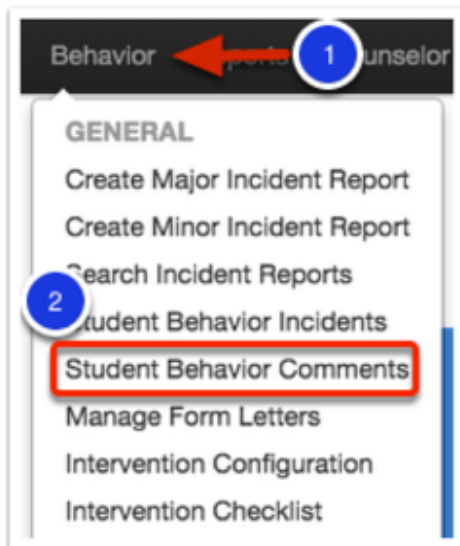 Behavior 1 unselor
GENERAL
Create Major Incident Report
Create Minor Incident Report
Search Incident Reports
2
Student Behavior Incidents
Student Behavior Comments
Manage Form Letters
Intervention Configuration
Intervention Checklist